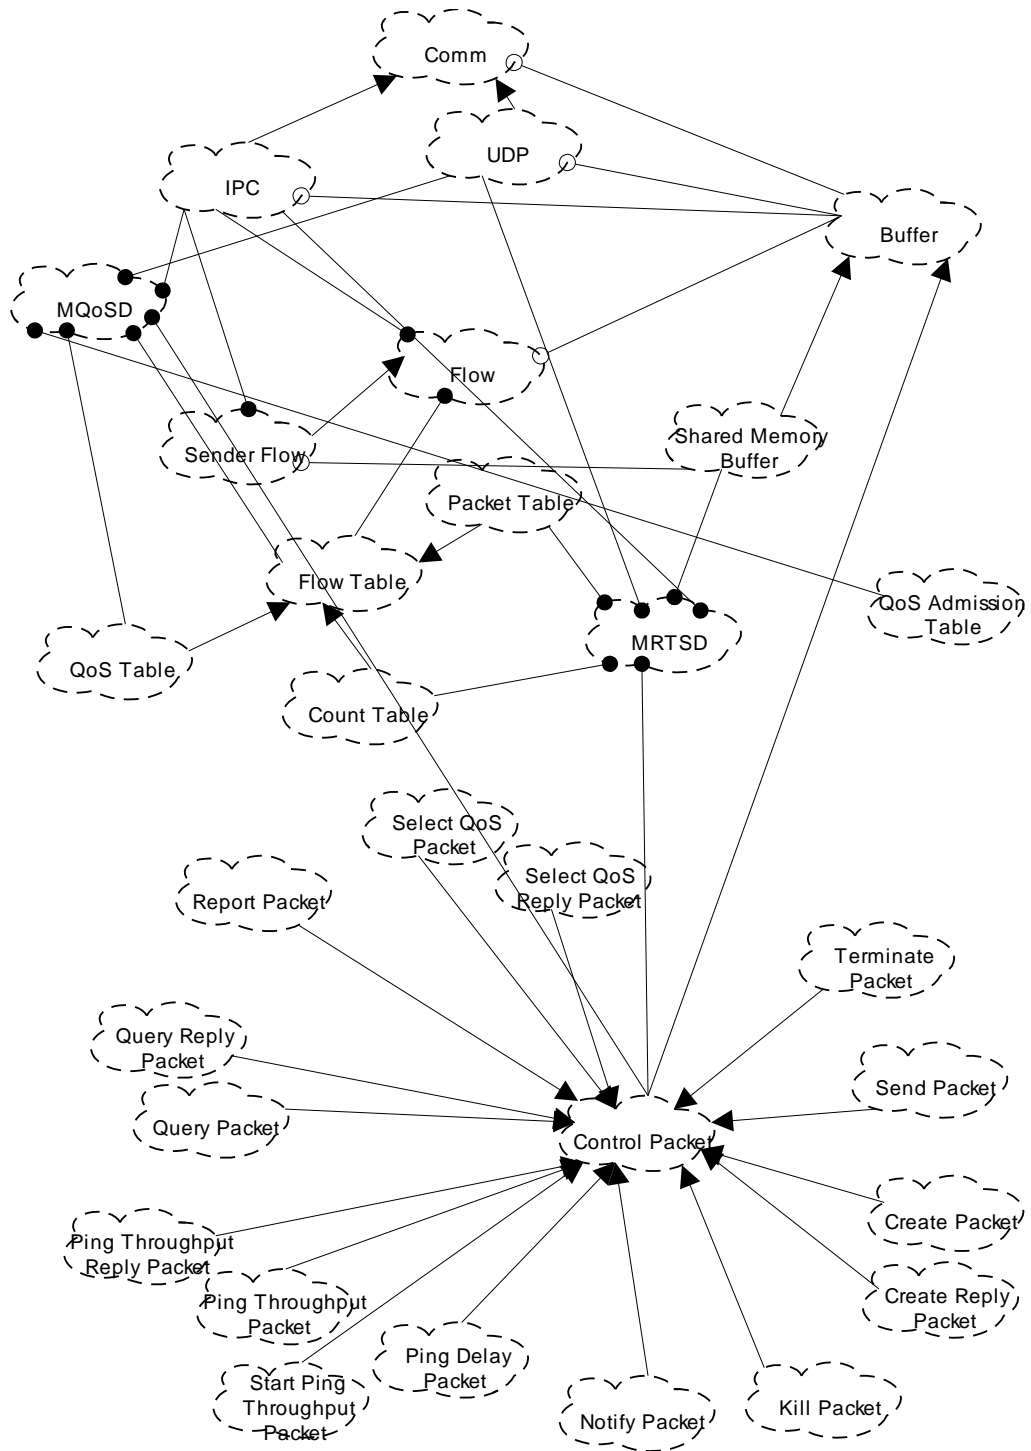 Comm
UDP
IPC
Buffer
MQoSD
Flow
Shared Memory
Buffer
Sender Flow
Packet Table
Flow Table
QoS Admission
Table
MRTSD
QoS Table
Count Table
Select QoS
Packet
Select QoS
Reply Packet
Report Packet
Terminate
Packet
Query Reply
Packet
Send Packet
Query Packet
Control Packet
Create Packet
Ping Throughput
Reply Packet
Ping Throughput
Packet
Create Reply
Packet
Ping Delay
Packet
Start Ping
Throughput
Packet
Notify Packet
Kill Packet